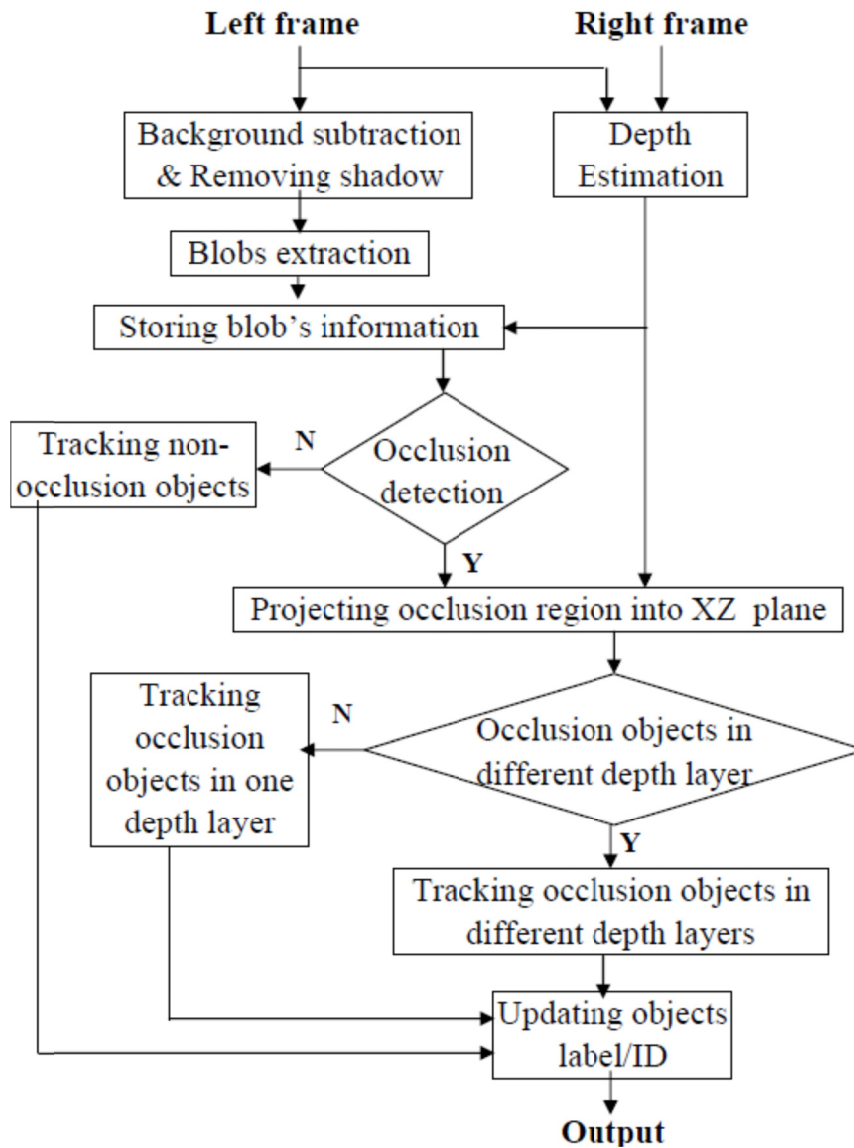 Left frame
Right frame
Background subtraction
& Removing shadow
Depth
Estimation
Blobs extraction
Storing blob's information
Tracking non-
occlusion objects
N
Occlusion
detection
Y
Projecting occlusion region into XZ plane
Tracking
occlusion
objects in one
depth layer
N
Occlusion objects in
different depth layer
Y
Tracking occlusion objects in
different depth layers
Updating objects
label/ID
Output